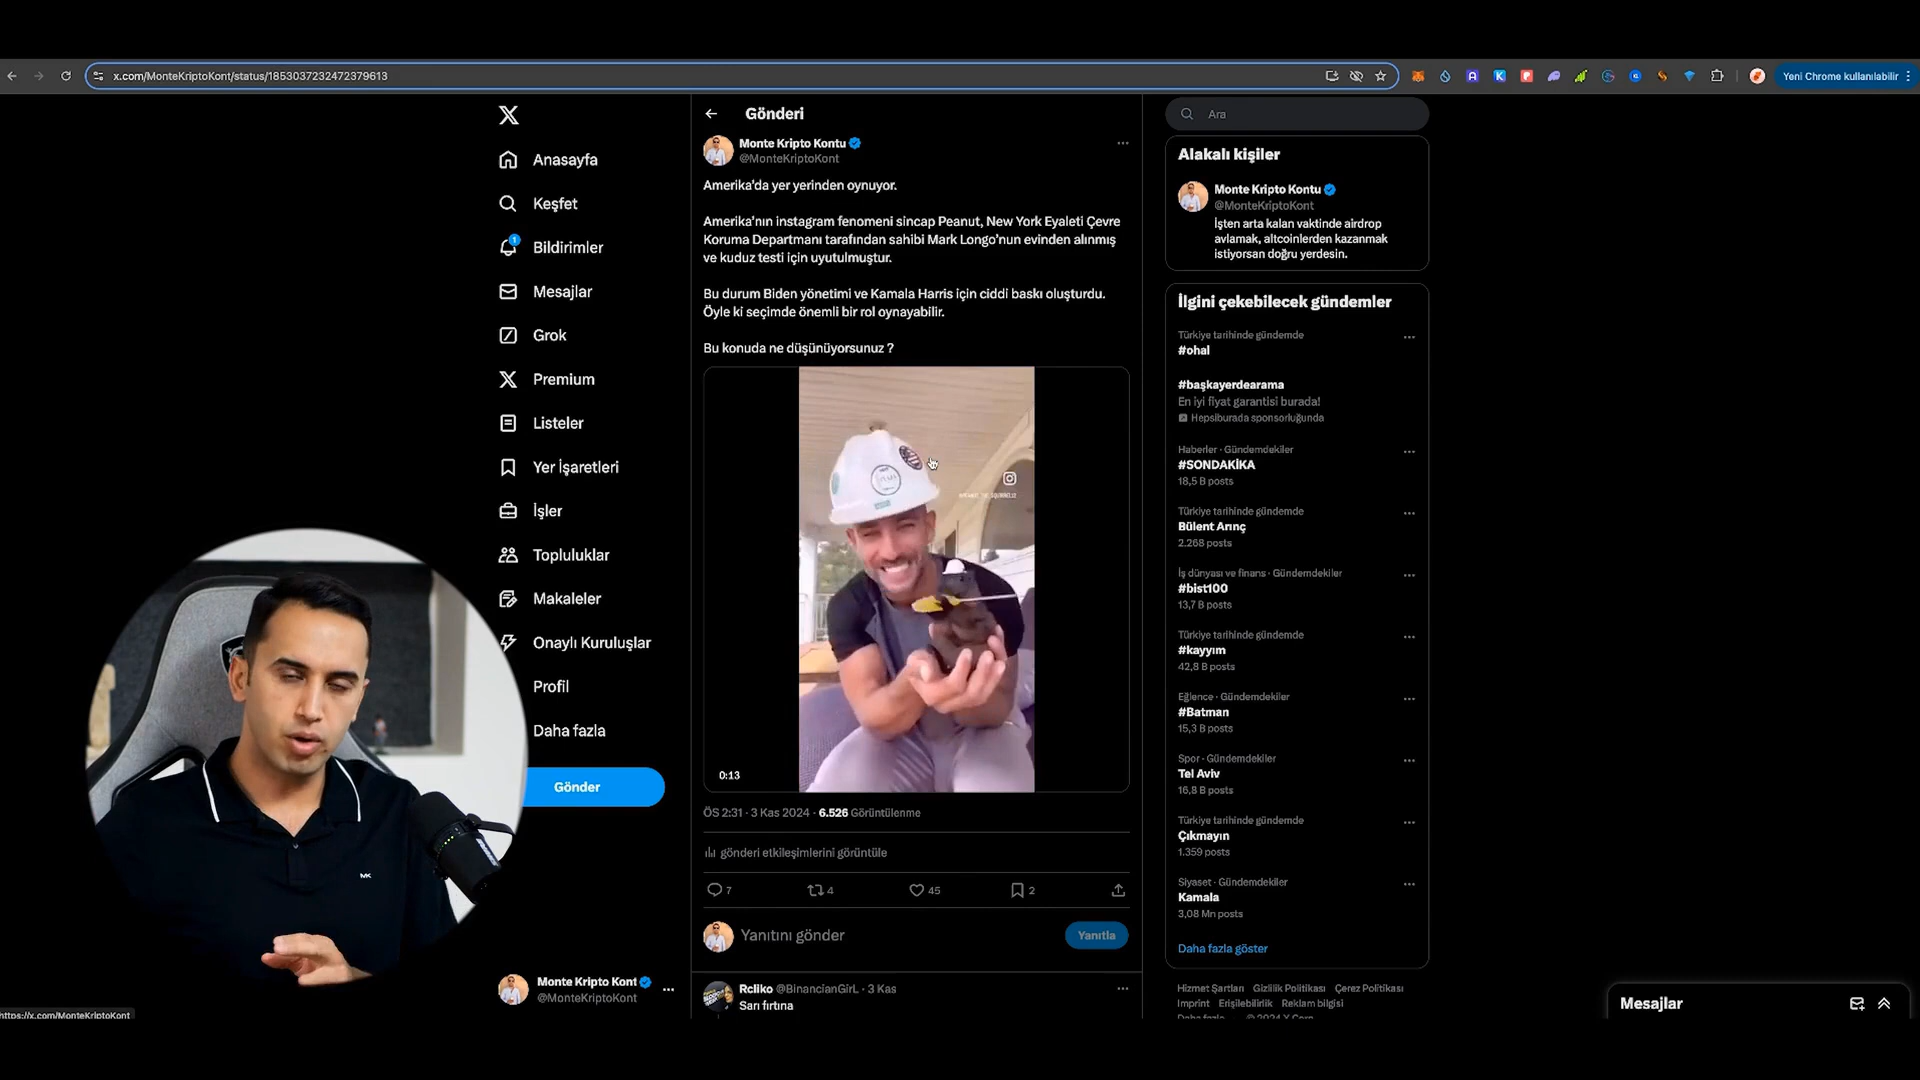 x.com/MonteKriptoKont/status/1853037232472379613
Yeni Chrome kullanılabilir
Anasayfa
Keşfet
1
Bildirimler
Mesajlar
Grok
Premium
Listeler
Yer İşaretleri
İşler
Topluluklar
Makaleler
Onaylı Kuruluşlar
Profil
Daha fazla
Gönder
Monte Kripto Kont
@MonteKriptoKont
Gönderi
Monte Kripto Kontu
@MonteKriptoKont
Amerika'da yer yerinden oynuyor.
Amerika'nın instagram fenomeni sincap Peanut, New York Eyaleti Çevre
Koruma Departmanı tarafından sahibi Mark Longo'nun evinden alınmış
ve kuduz testi için uyutulmuştur.
Bu durum Biden yönetimi ve Kamala Harris için ciddi baskı oluşturdu.
Öyle ki seçimde önemli bir rol oynayabilir.
Bu konuda ne düşünüyorsunuz ?
0:13
ÖS 2:31 · 3 Kas 2024 · 6.526 Görüntülenme
gönderi etkileşimlerini görüntüle
7 4 45 2
Yanıtını gönder
Yanıtla
Rcliko @BinancianGirL · 3 Kas
Sarı fırtına
Ara
Alakalı kişiler
Monte Kripto Kontu
@MonteKriptoKont
İşten arta kalan vaktinde airdrop
avlamak, altcoinlerden kazanmak
istiyorsan doğru yerdesin.
İlgini çekebilecek gündemler
Türkiye tarihinde gündemde
#ohal
#başkayerdearama
En iyi fiyat garantisi burada!
Hepsiburada sponsorluğunda
Haberler · Gündemdekiler
#SONDAKİKA
18,5 B posts
Türkiye tarihinde gündemde
Bülent Arınç
2.268 posts
İş dünyası ve finans · Gündemdekiler
#bist100
13,7 B posts
Türkiye tarihinde gündemde
#kayyım
42,8 B posts
Eğlence · Gündemdekiler
#Batman
15,3 B posts
Spor · Gündemdekiler
Tel Aviv
16,8 B posts
Türkiye tarihinde gündemde
Çıkmayın
1.359 posts
Siyaset · Gündemdekiler
Kamala
3,08 Mn posts
Daha fazla göster
Hizmet Şartları Gizlilik Politikası Çerez Politikası
Imprint Erişilebilirlik Reklam bilgisi
Daha fazla © 2024 X Corp.
Mesajlar
https://x.com/MonteKriptoKont
MK